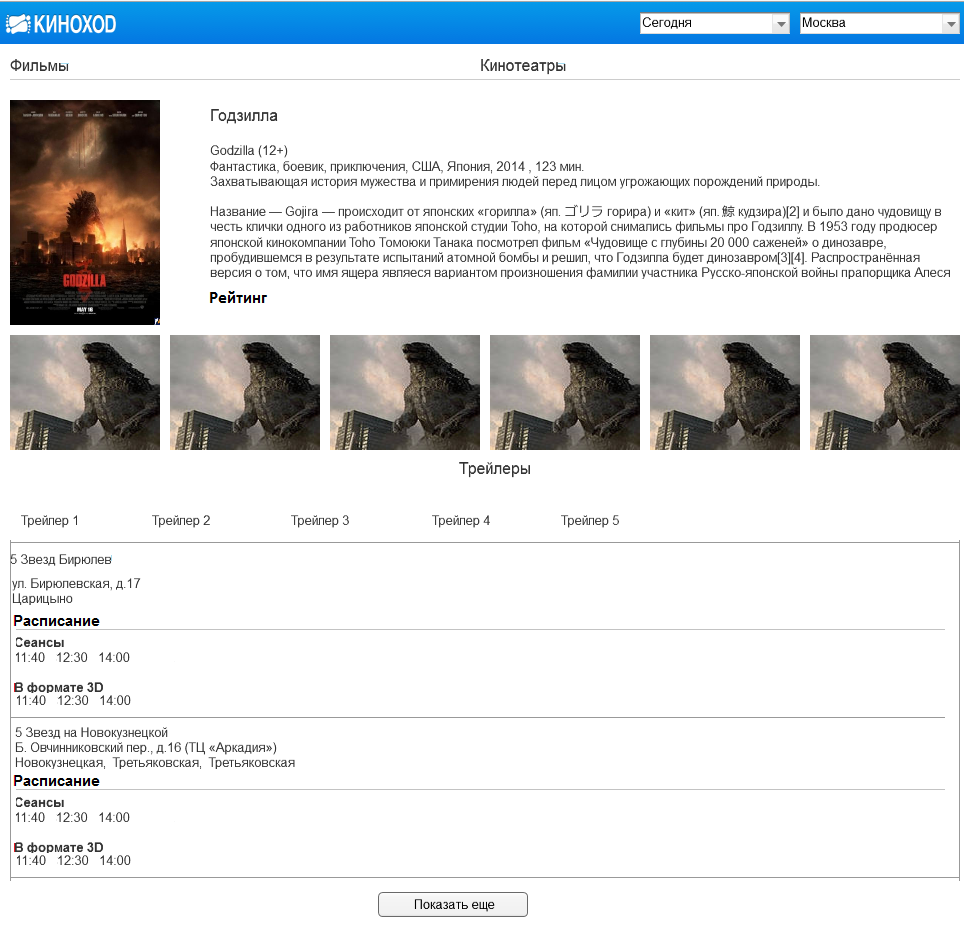 КИНОХОД
Сегодня
Москва
Фильмы
Кинотеатры
Годзилла
Godzilla (12+)
Фантастика, боевик, приключения, США, Япония, 2014 , 123 мин.
Захватывающая история мужества и примирения людей перед лицом угрожающих порождений природы.
Название — Gojira — происходит от японских «горилла» (яп. ゴリラ горира) и «кит» (яп. 鯨 кудзира)[2] и было дано чудовищу в
честь клички одного из работников японской студии Toho, на которой снимались фильмы про Годзиллу. В 1953 году продюсер
японской кинокомпании Toho Томоюки Танака посмотрел фильм «Чудовище с глубины 20 000 саженей» о динозавре,
пробудившемся в результате испытаний атомной бомбы и решил, что Годзилла будет динозавром[3][4]. Распространённая
версия о том, что имя ящера являеся вариантом произношения фамилии участника Русско-японской войны прапорщика Алеся
GODZILLA
MAY 16
Рейтинг
Трейлеры
Трейлер 1
Трейлер 2
Трейлер 3
Трейлер 4
Трейлер 5
5 Звезд Бирюлев
ул. Бирюлевская, д.17
Царицыно
Расписание
Сеансы
11:40 12:30 14:00
В формате 3D
11:40 12:30 14:00
5 Звезд на Новокузнецкой
Б. Овчинниковский пер., д.16 (ТЦ «Аркадия»)
Новокузнецкая, Третьяковская, Третьяковская
Расписание
Сеансы
11:40 12:30 14:00
В формате 3D
11:40 12:30 14:00
Показать еще